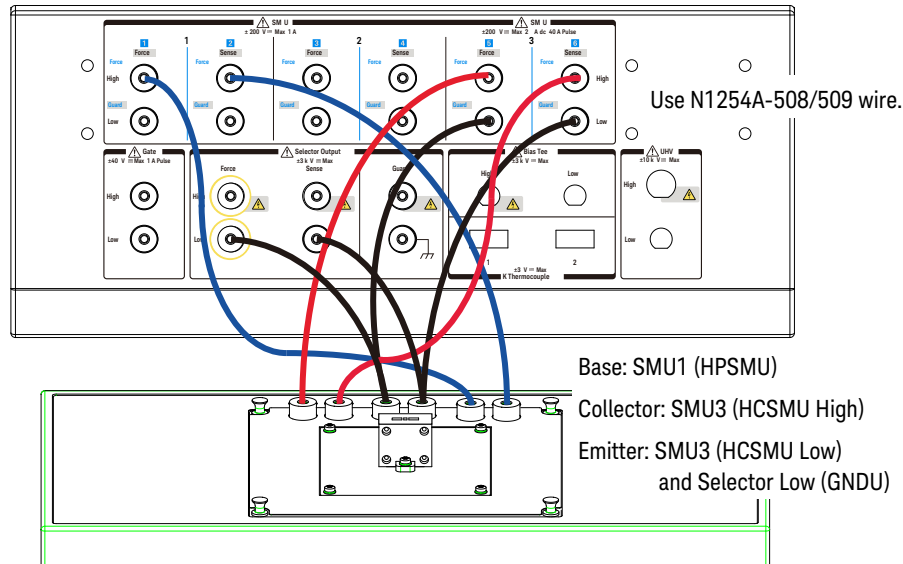 SMU
± 200 V⎓ Max 1 A
SMU
±200 V⎓ Max 2 A dc 40 A Pulse
1 1 2 3 2 4 5 3 6
Force Sense Force Sense Force Sense
Force Force Force Force Force Force
High High
Guard Guard Guard Guard Guard Guard
Low Low
Use N1254A-508/509 wire.
Gate
±40 V⎓Max 1 A Pulse
Selector Output
±3 k V⎓ Max
Bias Tee
±3 k V⎓ Max
UHV
±10 k V⎓ Max
Force Sense Guard High Low
High High High
Low Low Low
1 2
±3 V⎓ Max
K Thermocouple
Base: SMU1 (HPSMU)
Collector: SMU3 (HCSMU High)
Emitter: SMU3 (HCSMU Low)
and Selector Low (GNDU)